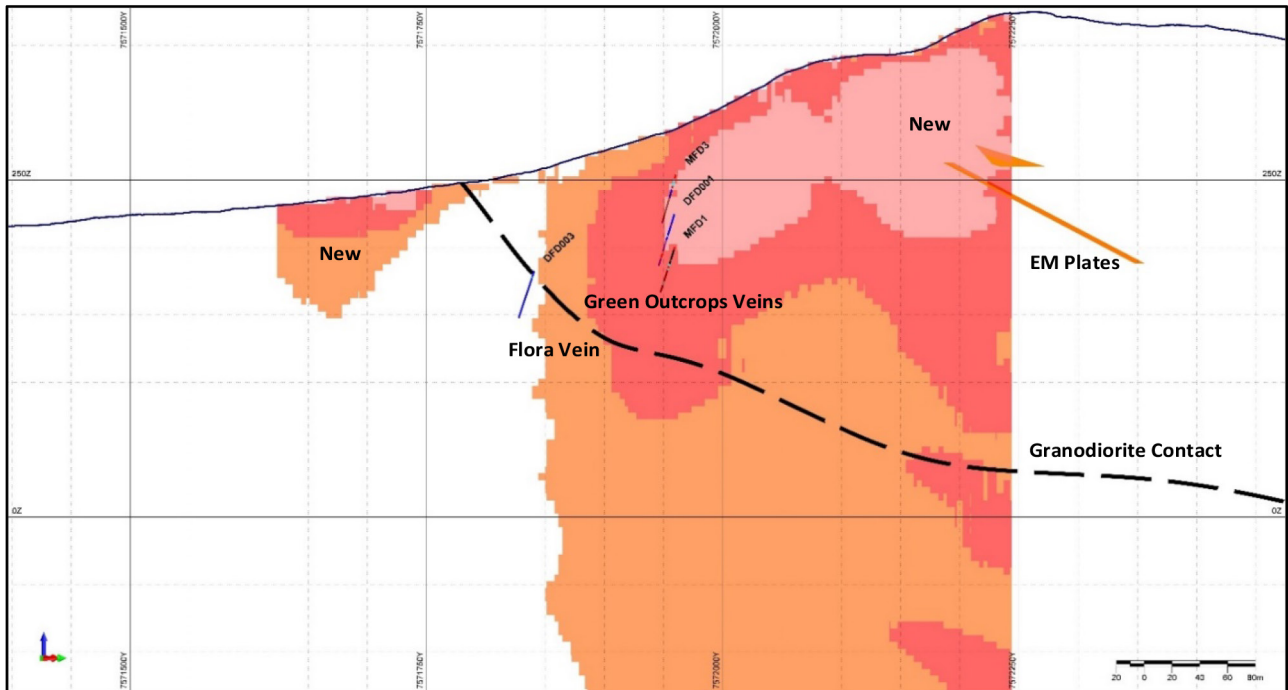 7571500Y
7571750Y
7572000Y
7572250Y
New
MFD3
250Z
250Z
DFD001
MFD1
DFD003
New
EM Plates
Green Outcrops Veins
Flora Vein
Granodiorite Contact
0Z
0Z
7571500Y
7571750Y
7572000Y
7572250Y
20 0 20 40 60 80m